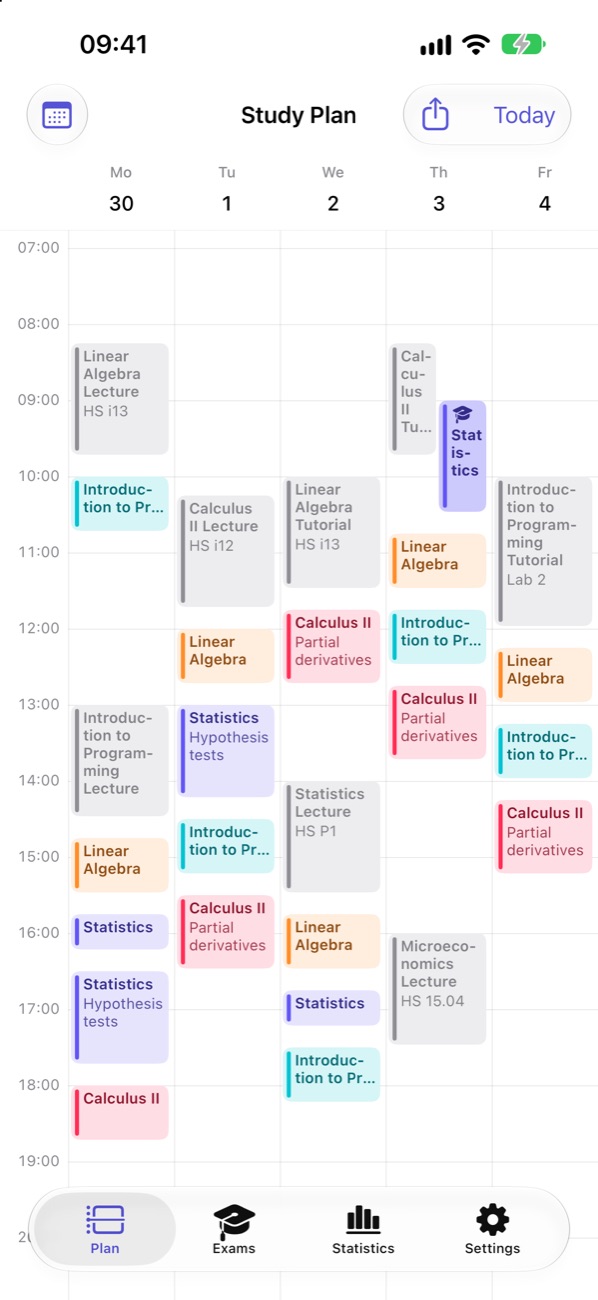 09:41
Study Plan
Today
Mo
30
Tu
1
We
2
Th
3
Fr
4
07:00
08:00
09:00
10:00
11:00
12:00
13:00
14:00
15:00
16:00
17:00
18:00
19:00
Linear
Algebra
Lecture
HS i13
Introduc-
tion to Pr...
Introduc-
tion to
Program-
ming
Lecture
Linear
Algebra
Statistics
Statistics
Hypothesis
tests
Calculus II
Calculus
II Lecture
HS i12
Linear
Algebra
Statistics
Hypothesis
tests
Introduc-
tion to Pr...
Calculus II
Partial
derivatives
Linear
Algebra
Tutorial
HS i13
Calculus II
Partial
derivatives
Statistics
Lecture
HS P1
Linear
Algebra
Statistics
Introduc-
tion to Pr...
Cal-
cu-
lus
II
Tu...
Stat
is-
tics
Linear
Algebra
Introduc-
tion to Pr...
Calculus II
Partial
derivatives
Microeco-
nomics
Lecture
HS 15.04
Introduc-
tion to
Program-
ming
Tutorial
Lab 2
Linear
Algebra
Introduc-
tion to Pr...
Calculus II
Partial
derivatives
Plan
Exams
Statistics
Settings